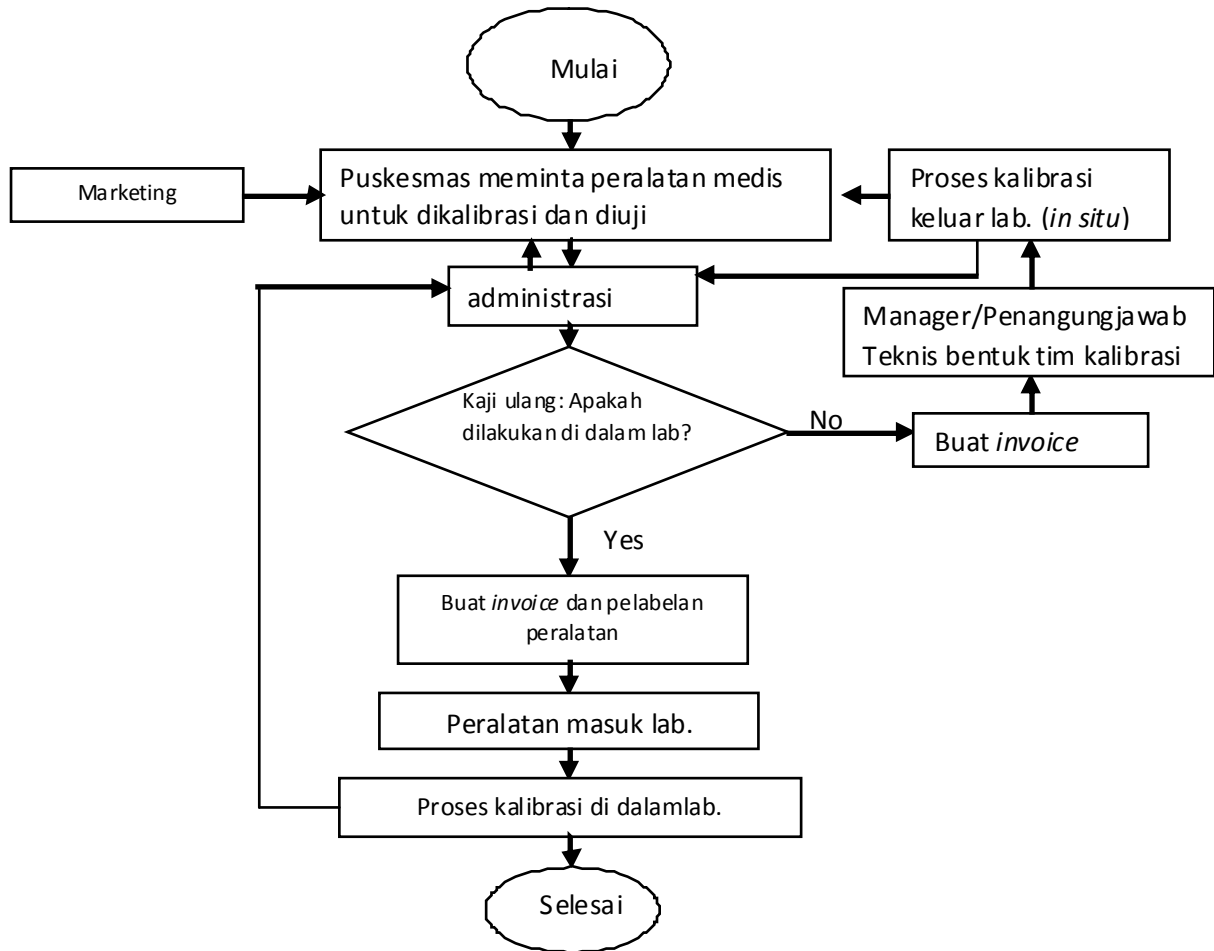 Mulai
Marketing
Puskesmas meminta peralatan medis
untuk dikalibrasi dan diuji
Proses kalibrasi
keluar lab. (in situ)
administrasi
Manager/Penangungjawab
Teknis bentuk tim kalibrasi
Kaji ulang: Apakah
dilakukan di dalam lab?
No
Buat invoice
Yes
Buat invoice dan pelabelan
peralatan
Peralatan masuk lab.
Proses kalibrasi di dalamlab.
Selesai